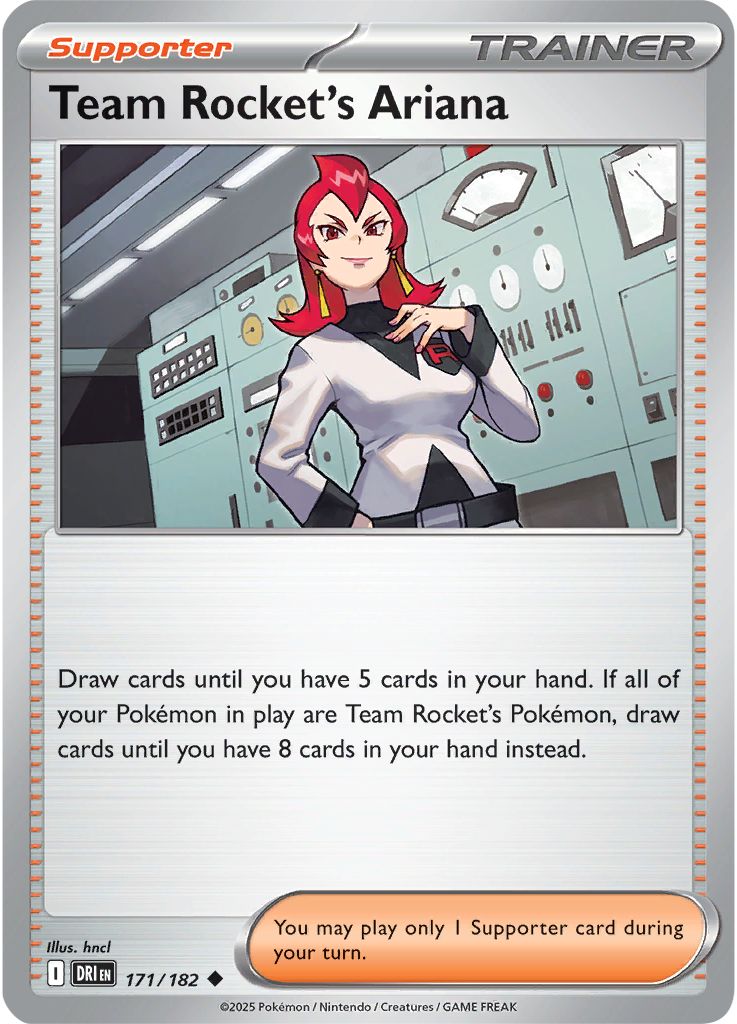 Supporter
TRAINER
Team Rocket's Ariana
R
Draw cards until you have 5 cards in your hand. If all of
your Pokémon in play are Team Rocket's Pokémon, draw
cards until you have 8 cards in your hand instead.
You may play only 1 Supporter card during
your turn.
Illus. hncl
I DRI EN 171/182
©2025 Pokémon / Nintendo / Creatures / GAME FREAK